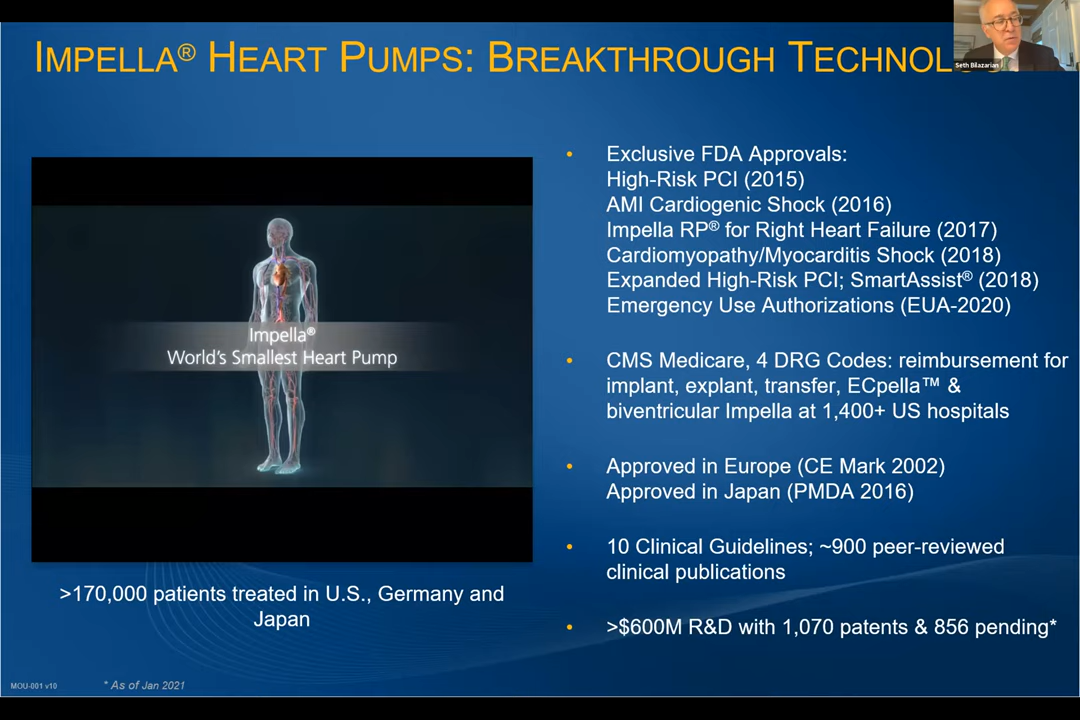 IMPELLA® HEART PUMPS: BREAKTHROUGH
Seth Bilazarian
Impella®
World's Smallest Heart Pump
>170,000 patients treated in U.S., Germany and
Japan
• Exclusive FDA Approvals:
High-Risk PCI (2015)
AMI Cardiogenic Shock (2016)
Impella RP® for Right Heart Failure (2017)
Cardiomyopathy/Myocarditis Shock (2018)
Expanded High-Risk PCI; SmartAssist® (2018)
Emergency Use Authorizations (EUA-2020)
• CMS Medicare, 4 DRG Codes: reimbursement for
implant, explant, transfer, ECpella™ &
biventricular Impella at 1,400+ US hospitals
• Approved in Europe (CE Mark 2002)
Approved in Japan (PMDA 2016)
• 10 Clinical Guidelines; ~900 peer-reviewed
clinical publications
• >$600M R&D with 1,070 patents & 856 pending*
MOU-001 v10
* As of Jan 2021